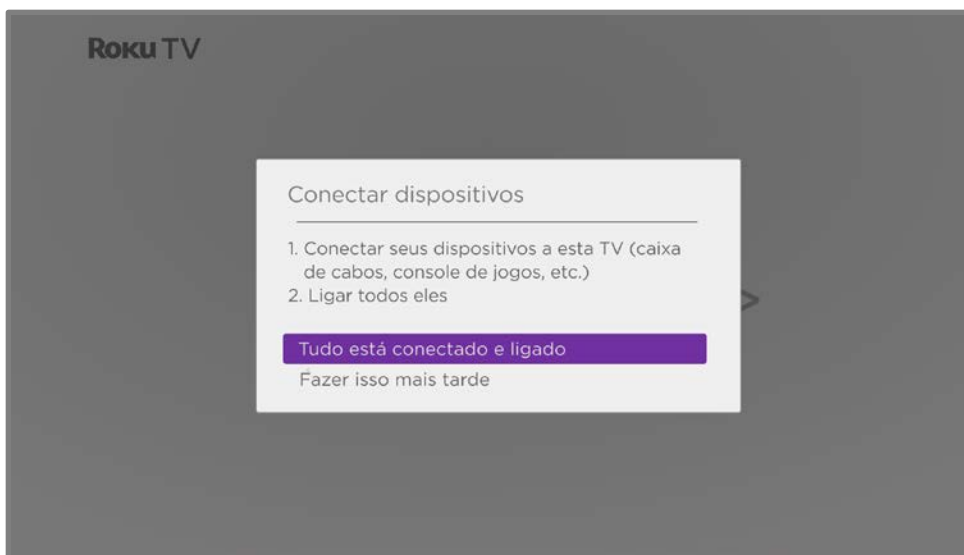 Roku TV
Conectar dispositivos
1. Conectar seus dispositivos a esta TV (caixa
de cabos, console de jogos, etc.)
2. Ligar todos eles
>
Tudo está conectado e ligado
Fazer isso mais tarde